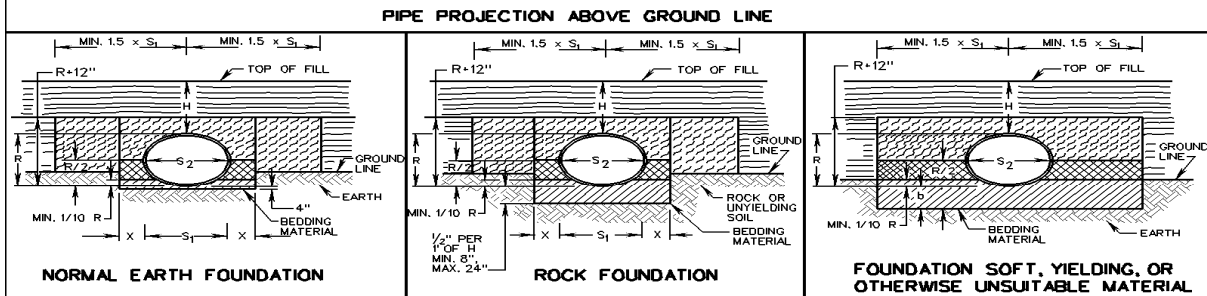 PIPE PROJECTION ABOVE GROUND LINE
MIN. 1.5 x S1 MIN. 1.5 x S1
R+12"
TOP OF FILL
H
R
R/2
S2
GROUND
LINE
EARTH
4"
MIN. 1/10 R
BEDDING
MATERIAL
X S1 X
NORMAL EARTH FOUNDATION
MIN. 1.5 x S1 MIN. 1.5 x S1
R+12"
TOP OF FILL
H
R
R/2
S2
GROUND
LINE
MIN. 1/10 R
ROCK OR
UNYIELDING
SOIL
BEDDING
MATERIAL
1/2" PER
1' OF H
MIN. 8",
MAX. 24"
X S1 X
ROCK FOUNDATION
MIN. 1.5 x S1 MIN. 1.5 x S1
R+12"
TOP OF FILL
H
R
S2
R/2
GROUND
LINE
b
MIN. 1/10 R
BEDDING
MATERIAL
EARTH
FOUNDATION SOFT, YIELDING, OR
OTHERWISE UNSUITABLE MATERIAL